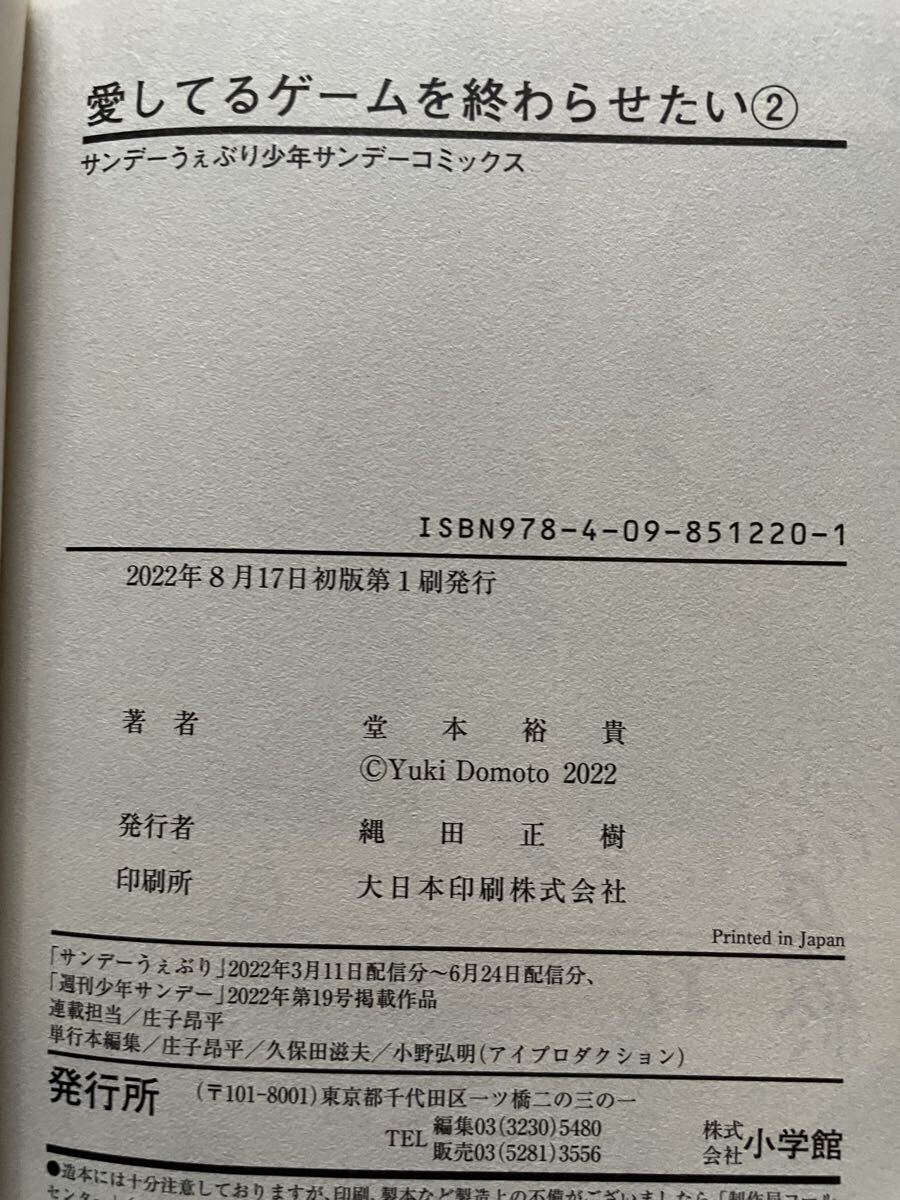 愛してるゲームを終わらせたい②
サンデーうぇぶり少年サンデーコミックス
ISBN978-4-09-851220-1
2022年8月17日初版第1刷発行
著者 堂本裕貴
©Yuki Domoto 2022
発行者 縄田正樹
印刷所 大日本印刷株式会社
Printed in Japan
「サンデーうぇぶり」2022年3月11日配信分〜6月24日配信分、
「週刊少年サンデー」2022年第19号掲載作品
連載担当／庄子昂平
単行本編集／庄子昂平／久保田滋夫／小野弘明(アイプロダクション)
発行所 (〒101-8001)東京都千代田区一ツ橋二の三の一
TEL 編集03(3230)5480
販売03(5281)3556
株式会社 小学館
●造本には十分注意しておりますが、印刷、製本など製造上の不備がございましたら「制作局コール